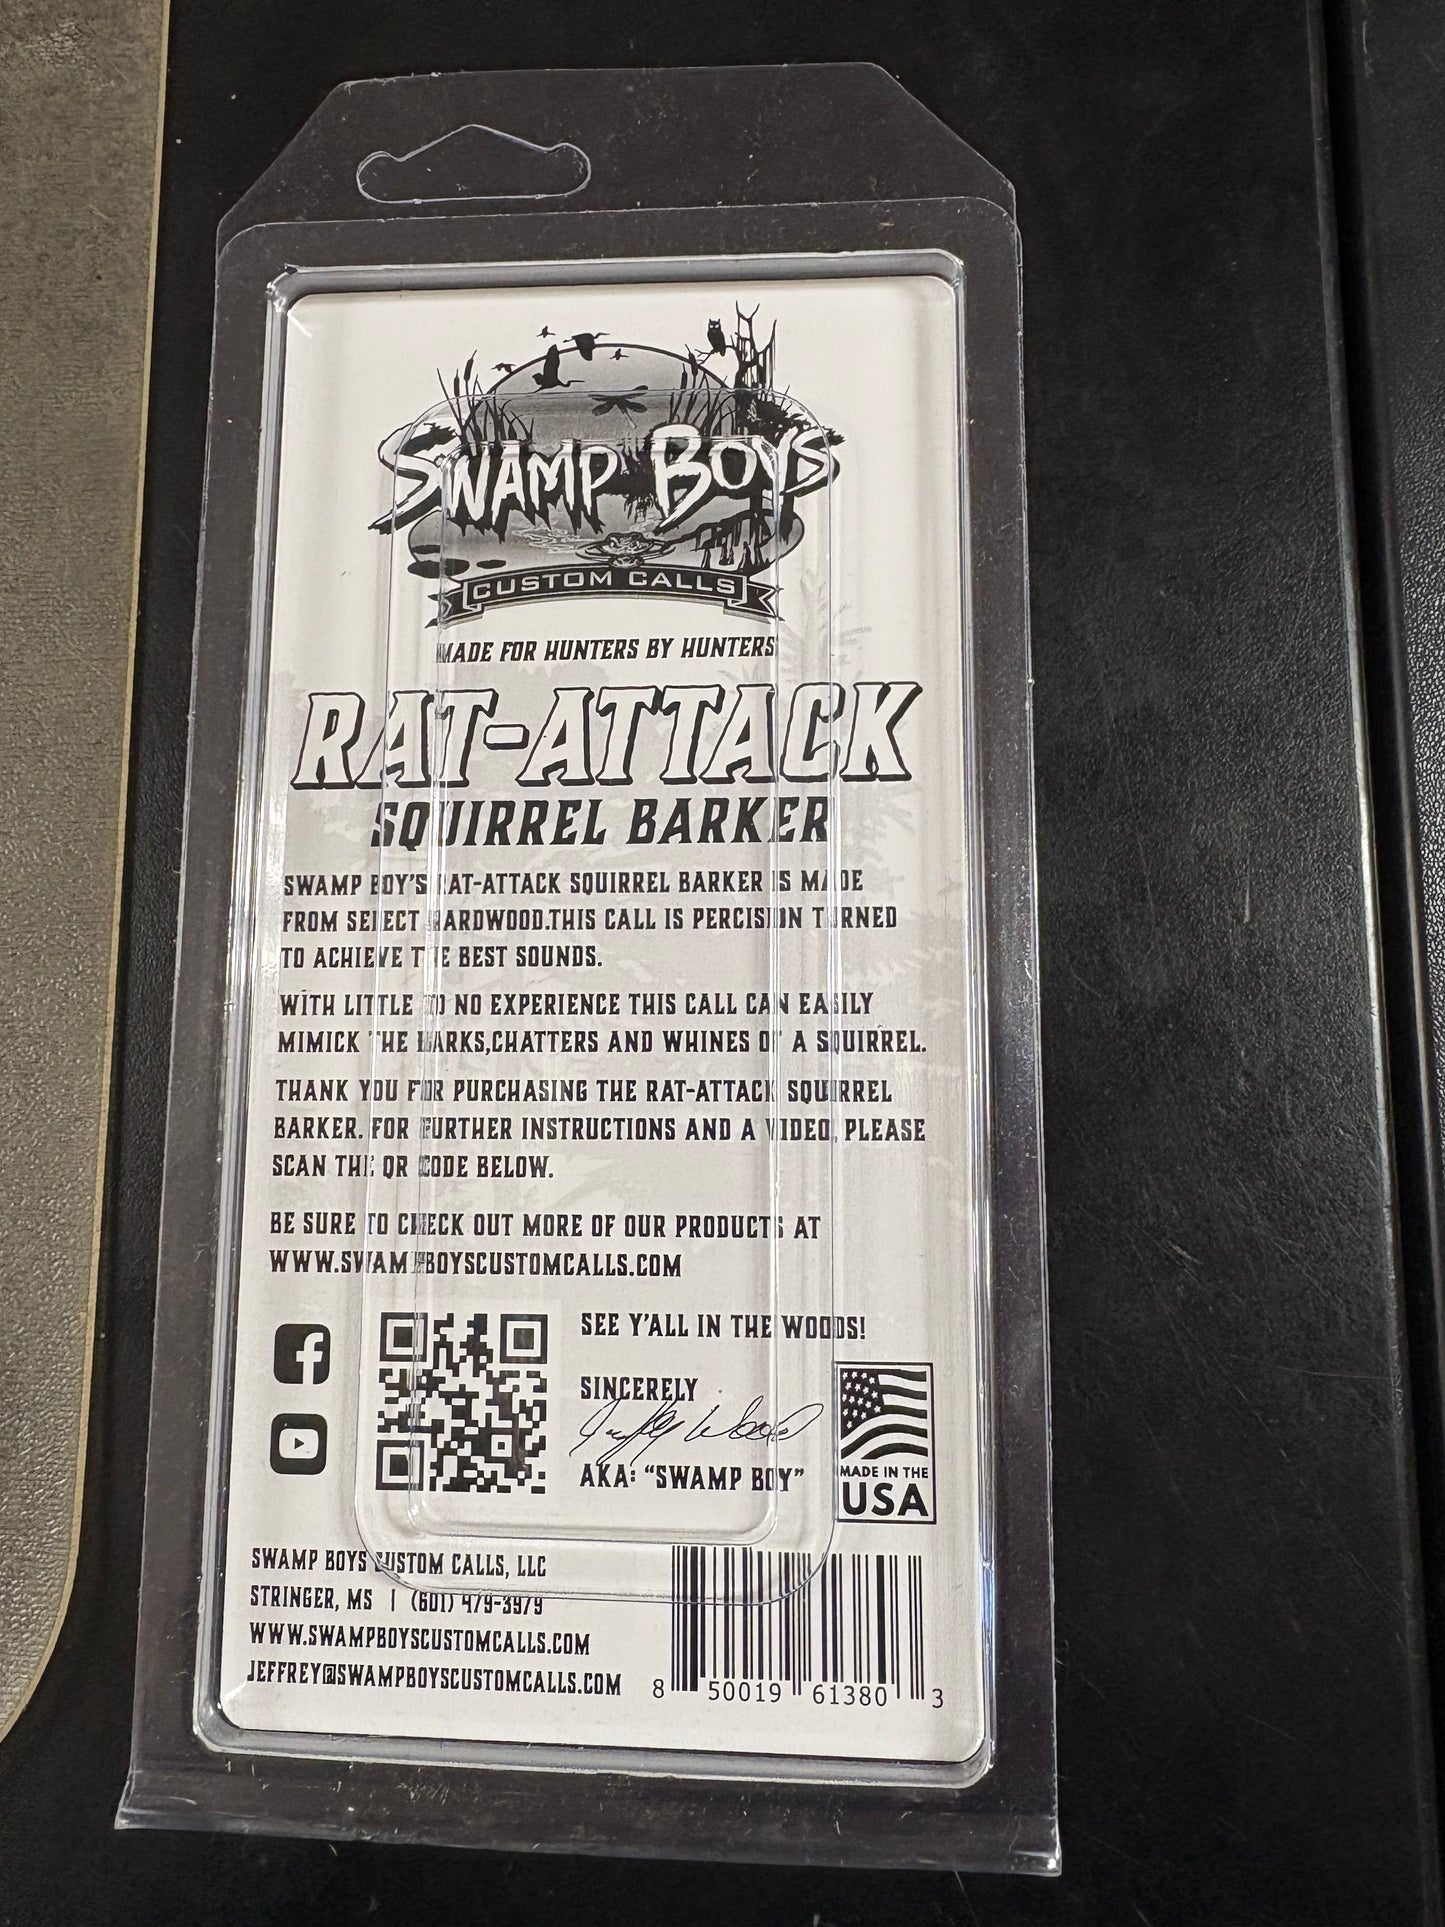 SWAMP BOYS
CUSTOM CALLS
MADE FOR HUNTERS BY HUNTERS
RAT-ATTACK
SQUIRREL BARKER
SWAMP BOY'S RAT-ATTACK SQUIRREL BARKER IS MADE
FROM SELECT HARDWOOD.THIS CALL IS PERCISION TURNED
TO ACHIEVE THE BEST SOUNDS.
WITH LITTLE TO NO EXPERIENCE THIS CALL CAN EASILY
MIMICK THE BARKS,CHATTERS AND WHINES OF A SQUIRREL.
THANK YOU FOR PURCHASING THE RAT-ATTACK SQUIRREL
BARKER. FOR FURTHER INSTRUCTIONS AND A VIDEO, PLEASE
SCAN THE QR CODE BELOW.
BE SURE TO CHECK OUT MORE OF OUR PRODUCTS AT
WWW.SWAMPBOYSCUSTOMCALLS.COM
SEE Y'ALL IN THE WOODS!
SINCERELY
Jeffrey Wood
AKA: "SWAMP BOY"
MADE IN THE
USA
SWAMP BOYS CUSTOM CALLS, LLC
STRINGER, MS | (601) 479-3979
WWW.SWAMPBOYSCUSTOMCALLS.COM
JEFFREY@SWAMPBOYSCUSTOMCALLS.COM
8 50019 61380 3